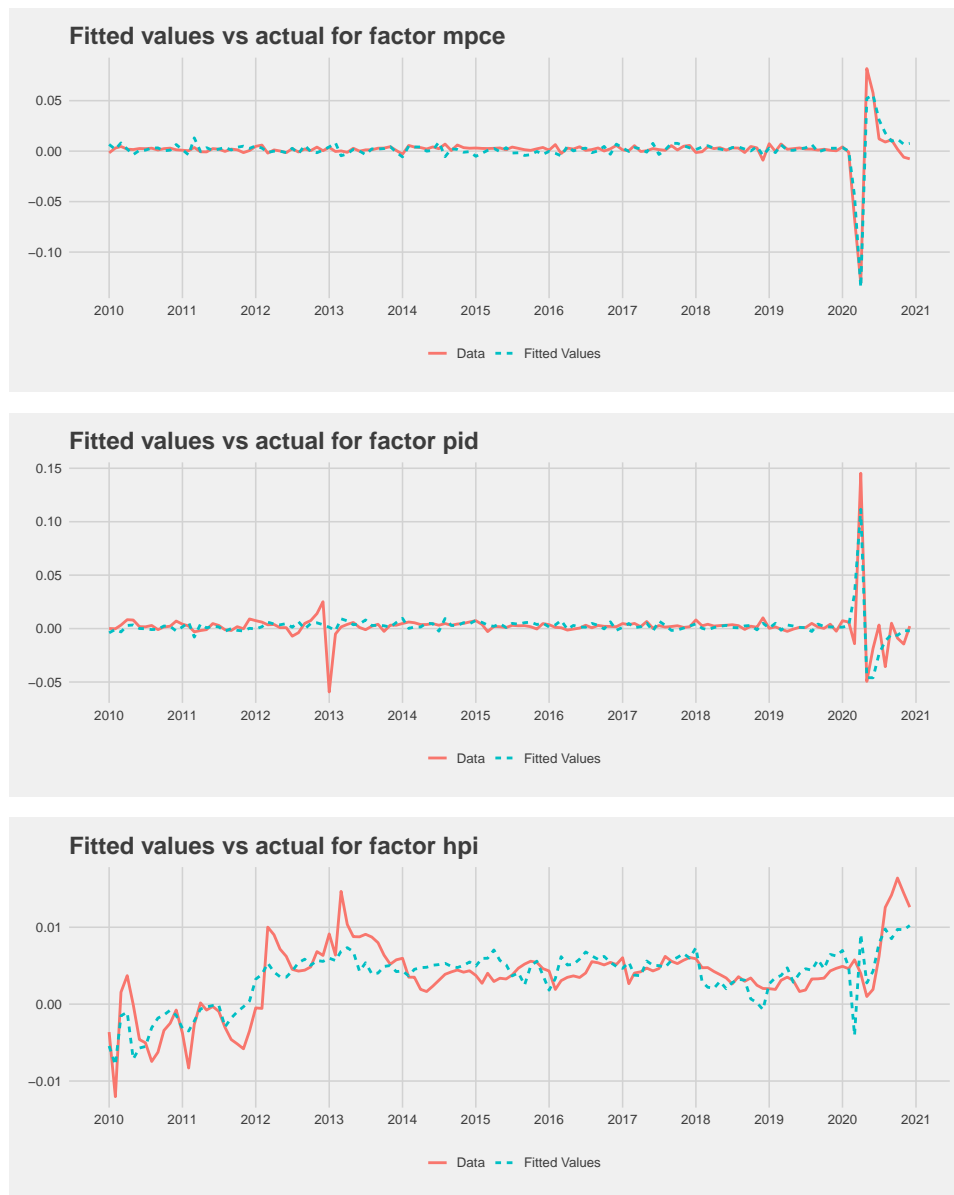 Fitted values vs actual for factor mpce
0.05
0.00
−0.05
−0.10
2010 2011 2012 2013 2014 2015 2016 2017 2018 2019 2020 2021
Data Fitted Values
Fitted values vs actual for factor pid
0.15
0.10
0.05
0.00
−0.05
2010 2011 2012 2013 2014 2015 2016 2017 2018 2019 2020 2021
Data Fitted Values
Fitted values vs actual for factor hpi
0.01
0.00
−0.01
2010 2011 2012 2013 2014 2015 2016 2017 2018 2019 2020 2021
Data Fitted Values